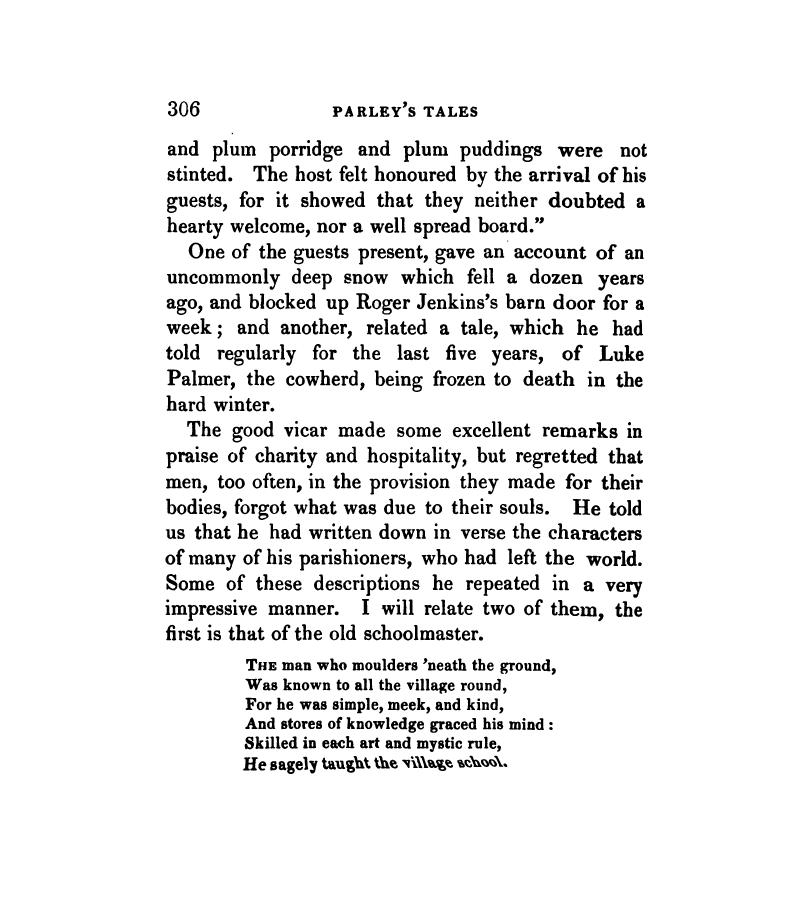 306 PARLEY'S TALES
and plum porridge and plum puddings were not
stinted. The host felt honoured by the arrival of his
guests, for it showed that they neither doubted a
hearty welcome, nor a well spread board."
One of the guests present, gave an account of an
uncommonly deep snow which fell a dozen years
ago, and blocked up Roger Jenkins's barn door for a
week; and another, related a tale, which he had
told regularly for the last five years, of Luke
Palmer, the cowherd, being frozen to death in the
hard winter.
The good vicar made some excellent remarks in
praise of charity and hospitality, but regretted that
men, too often, in the provision they made for their
bodies, forgot what was due to their souls. He told
us that he had written down in verse the characters
of many of his parishioners, who had left the world.
Some of these descriptions he repeated in a very
impressive manner. I will relate two of them, the
first is that of the old schoolmaster.
THE man who moulders 'neath the ground,
Was known to all the village round,
For he was simple, meek, and kind,
And stores of knowledge graced his mind:
Skilled in each art and mystic rule,
He sagely taught the village school.